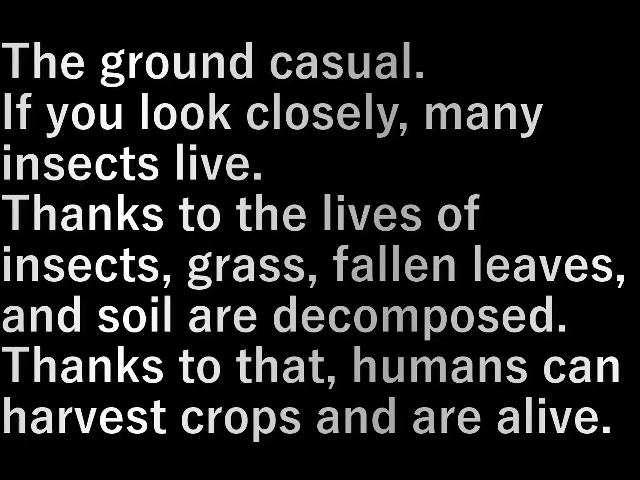 The ground casual.
If you look closely, many
insects live.
Thanks to the lives of
insects, grass, fallen leaves,
and soil are decomposed.
Thanks to that, humans can
harvest crops and are alive.